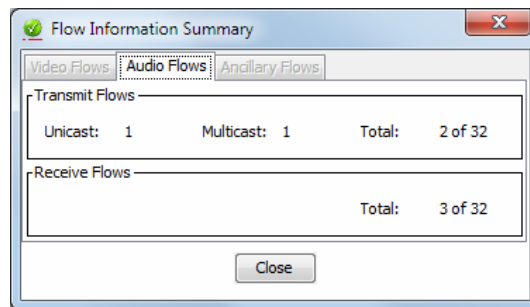 Flow Information Summary
Video Flows Audio Flows Ancillary Flows
Transmit Flows
Unicast: 1 Multicast: 1 Total: 2 of 32
Receive Flows
Total: 3 of 32
Close